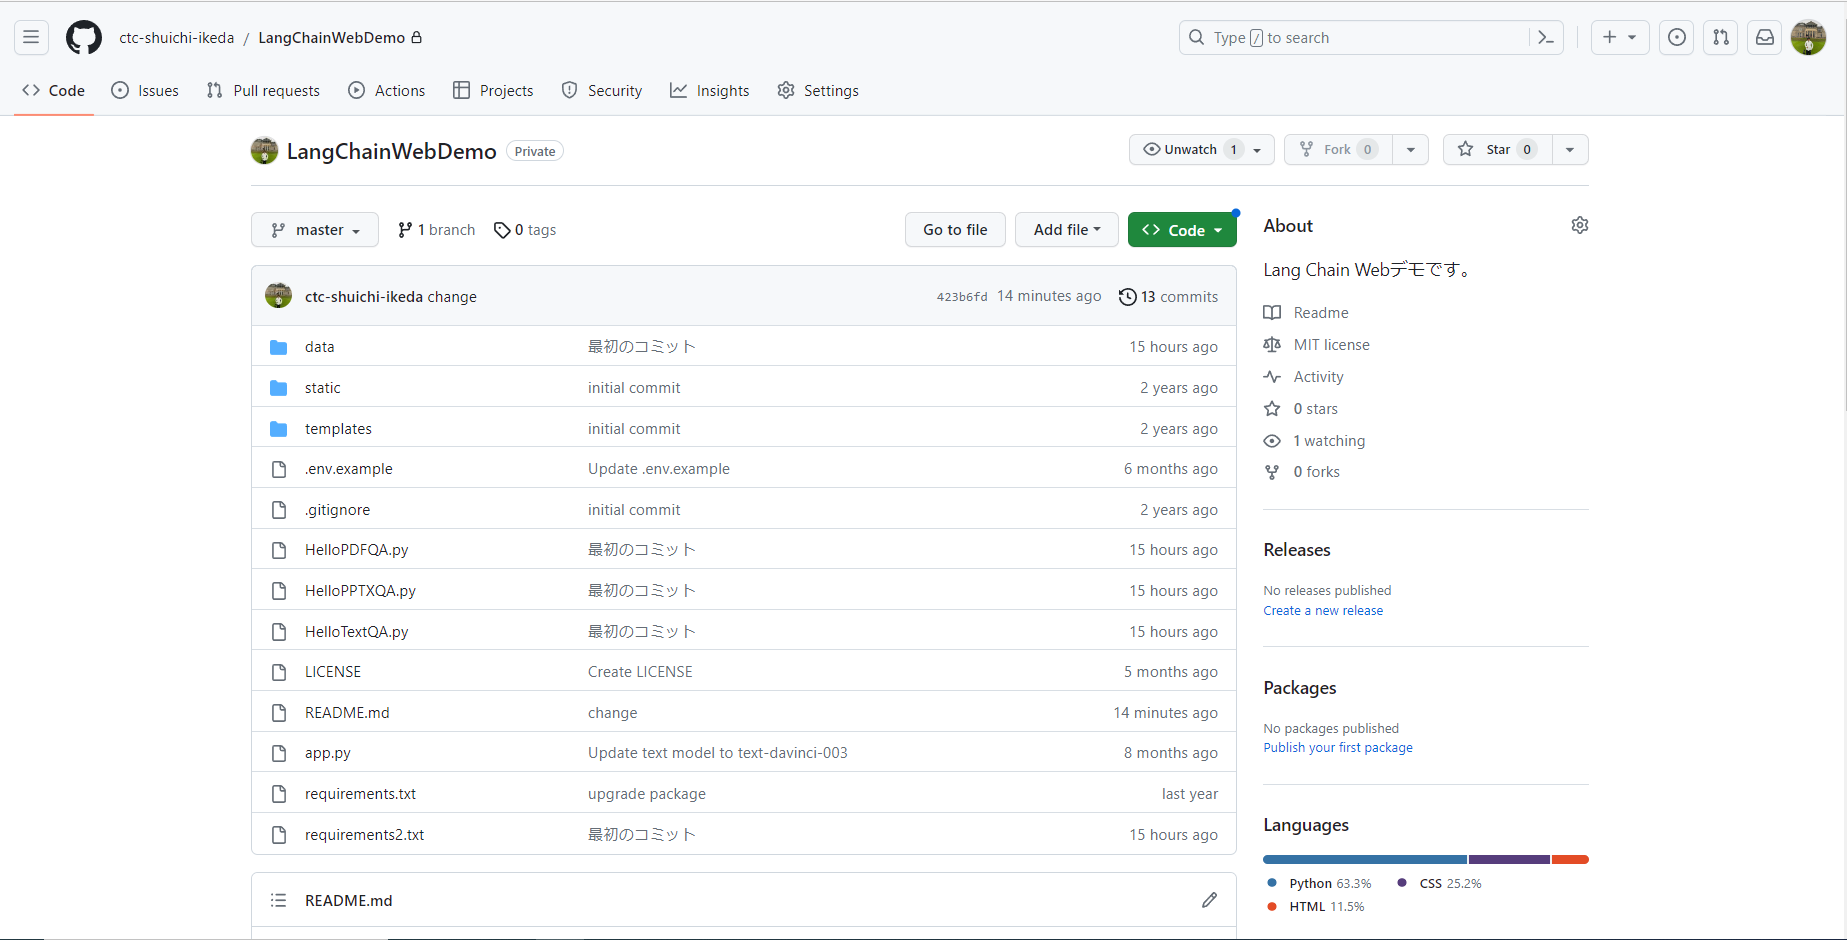 ctc-shuichi-ikeda / LangChainWebDemo
Type / to search
Code Issues Pull requests Actions Projects Security Insights Settings
LangChainWebDemo Private
Unwatch 1 Fork 0 Star 0
master 1 branch 0 tags Go to file Add file Code
ctc-shuichi-ikeda change 423b6fd 14 minutes ago 13 commits
data 最初のコミット 15 hours ago
static initial commit 2 years ago
templates initial commit 2 years ago
.env.example Update .env.example 6 months ago
.gitignore initial commit 2 years ago
HelloPDFQA.py 最初のコミット 15 hours ago
HelloPPTXQA.py 最初のコミット 15 hours ago
HelloTextQA.py 最初のコミット 15 hours ago
LICENSE Create LICENSE 5 months ago
README.md change 14 minutes ago
app.py Update text model to text-davinci-003 8 months ago
requirements.txt upgrade package last year
requirements2.txt 最初のコミット 15 hours ago
README.md
About
Lang Chain Webデモです。
Readme
MIT license
Activity
0 stars
1 watching
0 forks
Releases
No releases published
Create a new release
Packages
No packages published
Publish your first package
Languages
Python 63.3% CSS 25.2%
HTML 11.5%